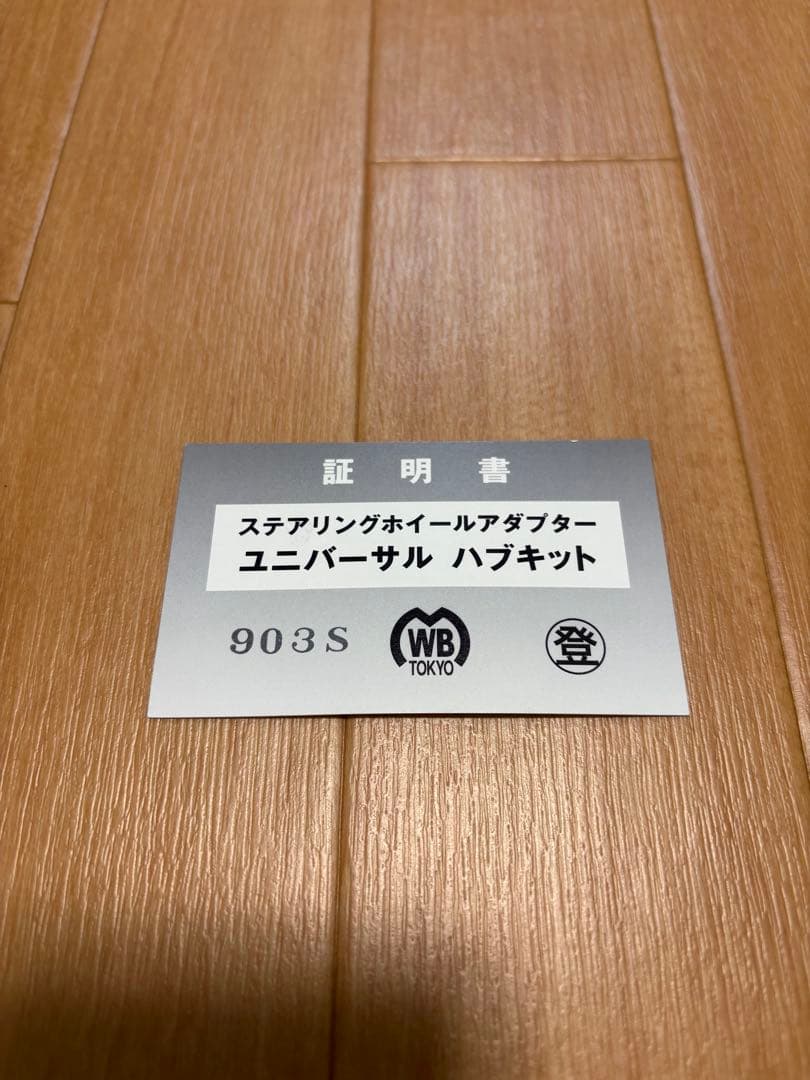 証明書
ステアリングホイールアダプター
ユニバーサル ハブキット
903S
WB
TOKYO
登